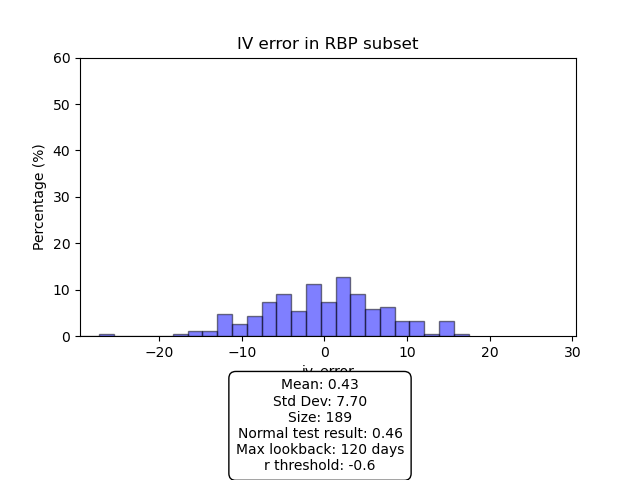 IV error in RBP subset
Percentage (%)
60
50
40
30
20
10
0
−20
−10
0
10
20
30
iv_error
Mean: 0.43
Std Dev: 7.70
Size: 189
Normal test result: 0.46
Max lookback: 120 days
r threshold: -0.6